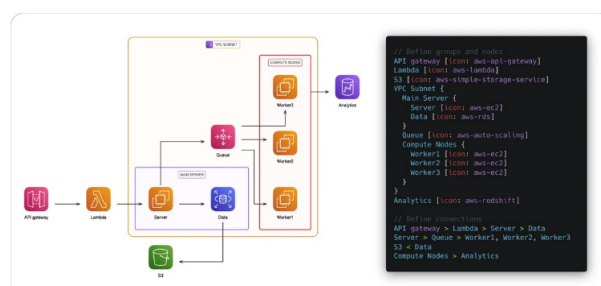 VPC SUBNET
COMPUTE NODES
Worker3
Analytics
Queue
Worker2
MAIN SERVER
API gateway
Lambda
Server
Data
Worker1
S3
// Define groups and nodes
API gateway [icon: aws-api-gateway]
Lambda [icon: aws-lambda]
S3 [icon: aws-simple-storage-service]
VPC Subnet {
Main Server {
Server [icon: aws-ec2]
Data [icon: aws-rds]
}
Queue [icon: aws-auto-scaling]
Compute Nodes {
Worker1 [icon: aws-ec2]
Worker2 [icon: aws-ec2]
Worker3 [icon: aws-ec2]
}
}
Analytics [icon: aws-redshift]
// Define connections
API gateway > Lambda > Server > Data
Server > Queue > Worker1, Worker2, Worker3
S3 < Data
Compute Nodes > Analytics